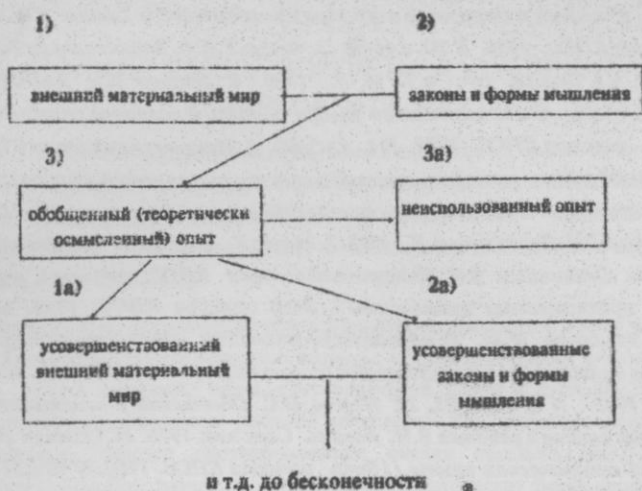 1)
2)
внешний материальный мир
законы и формы мышления
3)
3а)
обобщенный (теоретически
осмысленный) опыт
неиспользованный опыт
1а)
2а)
усовершенствованный
внешний материальный
мир
усовершенствованные
законы и формы
мышления
и т.д. до бесконечности